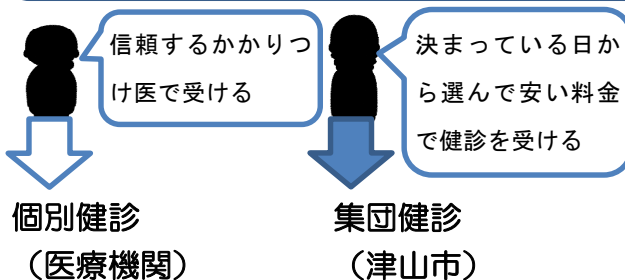 信頼するかかりつ
け医で受ける
決まっている日か
ら選んで安い料金
で健診を受ける
個別健診
（医療機関）
集団健診
（津山市）